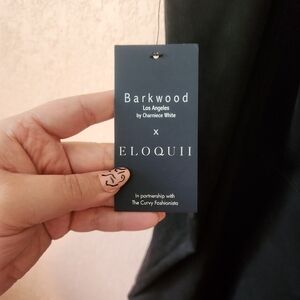 Barkwood
Los Angeles
by Charniece White
x
ELOQUII
In partnership with
The Curvy Fashionista